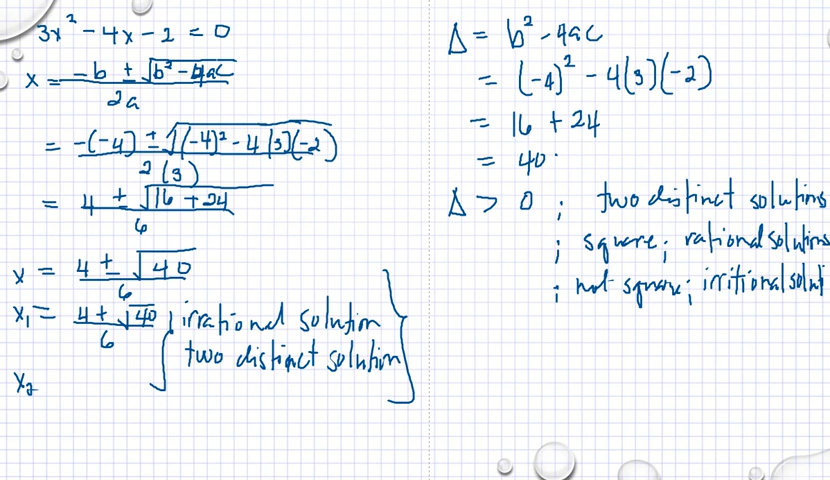 3x² - 4x - 2 = 0
x = -b ± √b² - 4ac / 2a
= -(-4) ± √(-4)² - 4(3)(-2) / 2(3)
= 4 ± √16 + 24 / 6
x = 4 ± √40 / 6
x₁ = 4 + √40 / 6 ; irrational solution
two distinct solution
x₂
Δ = b² - 4ac
= (-4)² - 4(3)(-2)
= 16 + 24
= 40
Δ > 0 ; two distinct solutions
; square ; rational solutions
; not square ; irritional soluti